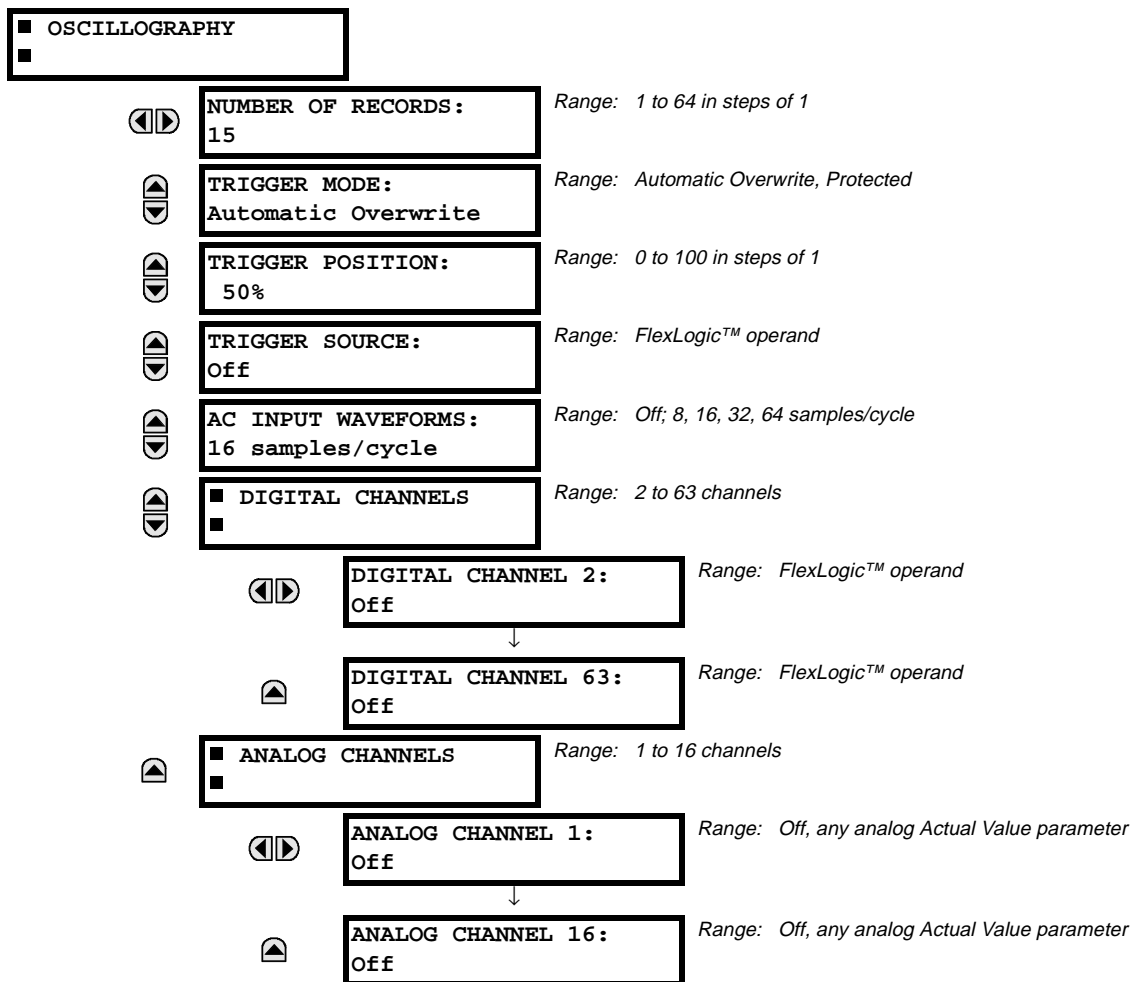 OSCILLOGRAPHY
NUMBER OF RECORDS:
15
Range: 1 to 64 in steps of 1
TRIGGER MODE:
Automatic Overwrite
Range: Automatic Overwrite, Protected
TRIGGER POSITION:
50%
Range: 0 to 100 in steps of 1
TRIGGER SOURCE:
Off
Range: FlexLogic™ operand
AC INPUT WAVEFORMS:
16 samples/cycle
Range: Off; 8, 16, 32, 64 samples/cycle
DIGITAL CHANNELS
Range: 2 to 63 channels
DIGITAL CHANNEL 2:
Off
Range: FlexLogic™ operand
DIGITAL CHANNEL 63:
Off
Range: FlexLogic™ operand
ANALOG CHANNELS
Range: 1 to 16 channels
ANALOG CHANNEL 1:
Off
Range: Off, any analog Actual Value parameter
ANALOG CHANNEL 16:
Off
Range: Off, any analog Actual Value parameter